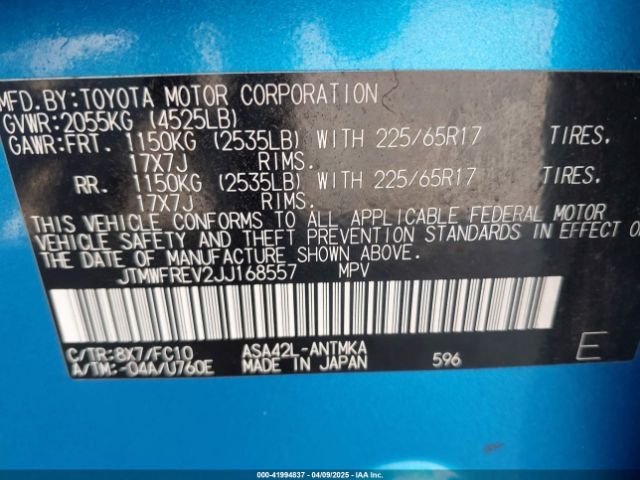 MFD.BY:TOYOTA MOTOR CORPORATION
GVWR:2055KG (4525LB)
GAWR:FRT. 1150KG (2535LB) WITH 225/65R17 TIRES.
17X7J RIMS.
RR. 1150KG (2535LB) WITH 225/65R17 TIRES.
17X7J RIMS.
THIS VEHICLE CONFORMS TO ALL APPLICABLE FEDERAL MOTOR
VEHICLE SAFETY AND THEFT PREVENTION STANDARDS IN EFFECT O
THE DATE OF MANUFACTURE SHOWN ABOVE.
JTMWFREV2JJ168557 MPV
C/TR:8X7/FC10 ASA42L-ANTMKA
A/TM:-04A/U760E MADE IN JAPAN 596 E
000-41994837 - 04/09/2025 - IAAI.COM